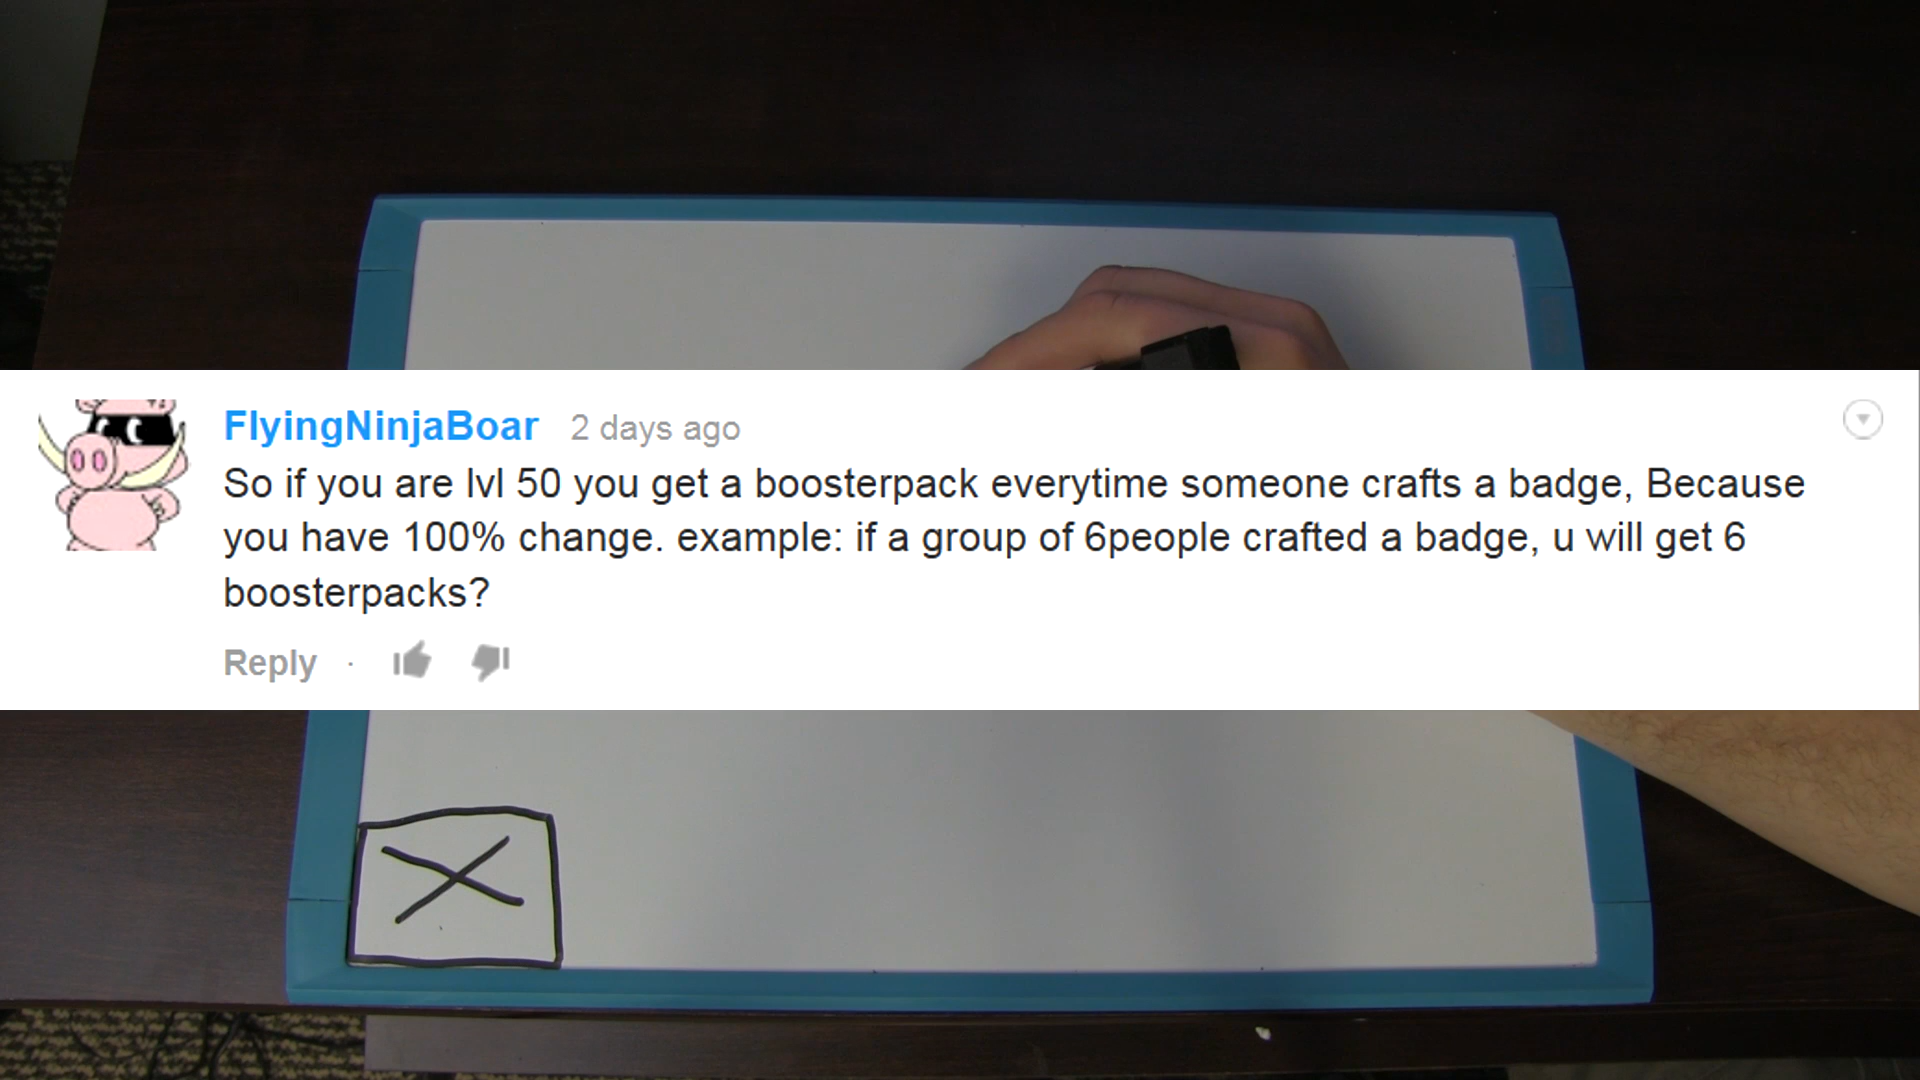 FlyingNinjaBoar 2 days ago
So if you are lvl 50 you get a boosterpack everytime someone crafts a badge, Because
you have 100% change. example: if a group of 6people crafted a badge, u will get 6
boosterpacks?
Reply ·
X